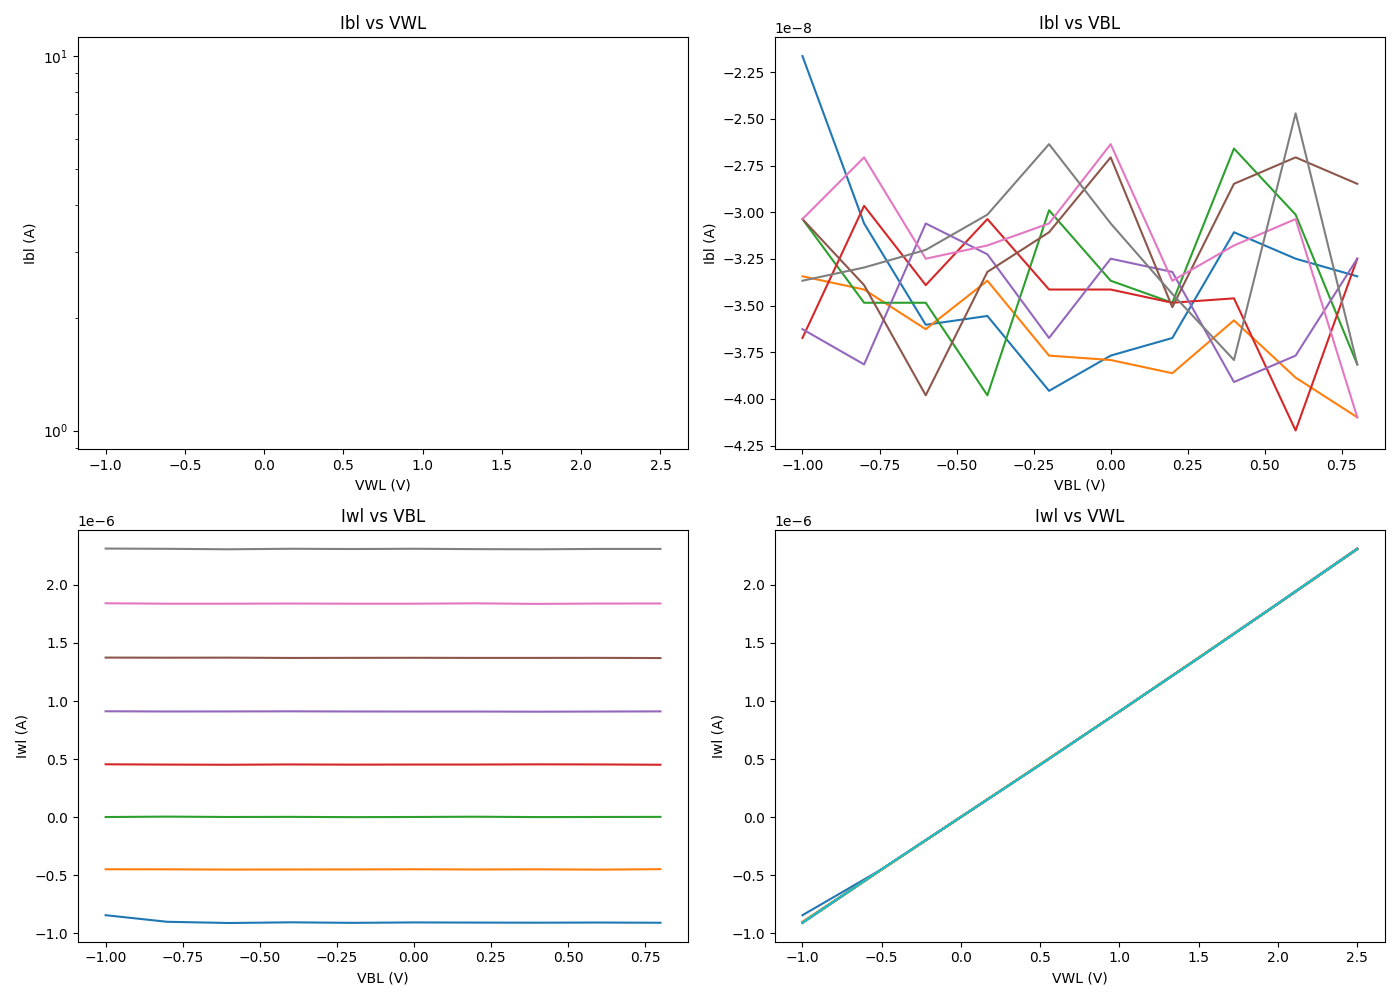 Ibl vs VWL
10¹
10⁰
Ibl (A)
−1.0 −0.5 0.0 0.5 1.0 1.5 2.0 2.5
VWL (V)
Ibl vs VBL
1e−8
−2.25
−2.50
−2.75
−3.00
−3.25
−3.50
−3.75
−4.00
−4.25
Ibl (A)
−1.00 −0.75 −0.50 −0.25 0.00 0.25 0.50 0.75
VBL (V)
Iwl vs VBL
1e−6
2.0
1.5
1.0
0.5
0.0
−0.5
−1.0
Iwl (A)
−1.00 −0.75 −0.50 −0.25 0.00 0.25 0.50 0.75
VBL (V)
Iwl vs VWL
1e−6
2.0
1.5
1.0
0.5
0.0
−0.5
−1.0
Iwl (A)
−1.0 −0.5 0.0 0.5 1.0 1.5 2.0 2.5
VWL (V)